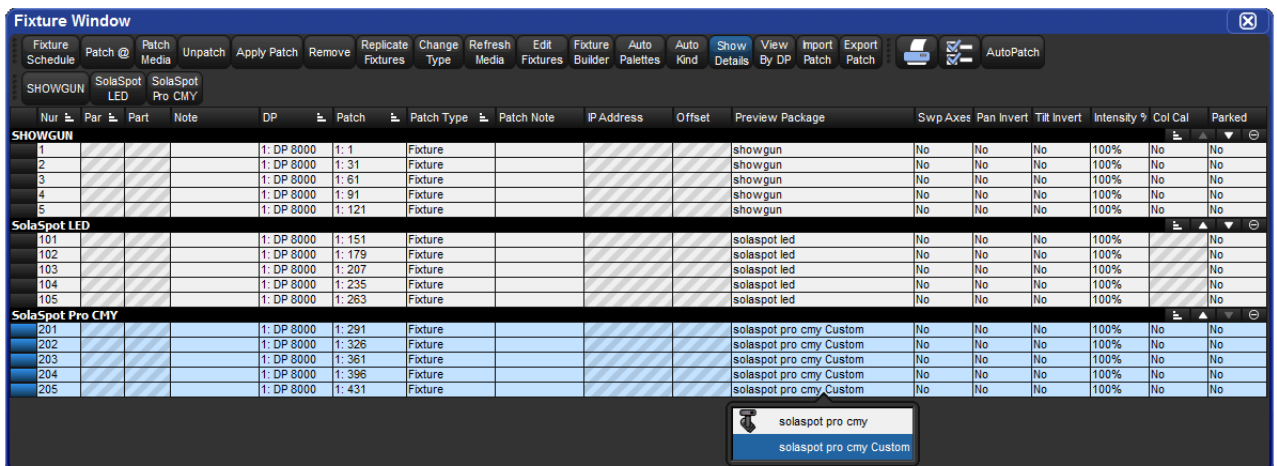 Fixture Window
Fixture Schedule Patch @ Patch Media Unpatch Apply Patch Remove Replicate Fixtures Change Type Refresh Media Edit Fixtures Fixture Builder Auto Palettes Auto Kind Show Details View By DP Import Patch Export Patch AutoPatch
SHOWGUN SolaSpot LED SolaSpot Pro CMY
Nur Par Part Note DP Patch Patch Type Patch Note IP Address Offset Preview Package Swp Axes Pan Invert Tilt Invert Intensity % Col Cal Parked
SHOWGUN
1 1: DP 8000 1: 1 Fixture showgun No No No 100% No No
2 1: DP 8000 1: 31 Fixture showgun No No No 100% No No
3 1: DP 8000 1: 61 Fixture showgun No No No 100% No No
4 1: DP 8000 1: 91 Fixture showgun No No No 100% No No
5 1: DP 8000 1: 121 Fixture showgun No No No 100% No No
SolaSpot LED
101 1: DP 8000 1: 151 Fixture solaspot led No No No 100% No
102 1: DP 8000 1: 179 Fixture solaspot led No No No 100% No
103 1: DP 8000 1: 207 Fixture solaspot led No No No 100% No
104 1: DP 8000 1: 235 Fixture solaspot led No No No 100% No
105 1: DP 8000 1: 263 Fixture solaspot led No No No 100% No
SolaSpot Pro CMY
201 1: DP 8000 1: 291 Fixture solaspot pro cmy Custom No No No 100% No No
202 1: DP 8000 1: 326 Fixture solaspot pro cmy Custom No No No 100% No No
203 1: DP 8000 1: 361 Fixture solaspot pro cmy Custom No No No 100% No No
204 1: DP 8000 1: 396 Fixture solaspot pro cmy Custom No No No 100% No No
205 1: DP 8000 1: 431 Fixture solaspot pro cmy Custom No No No 100% No No
solaspot pro cmy
solaspot pro cmy Custom